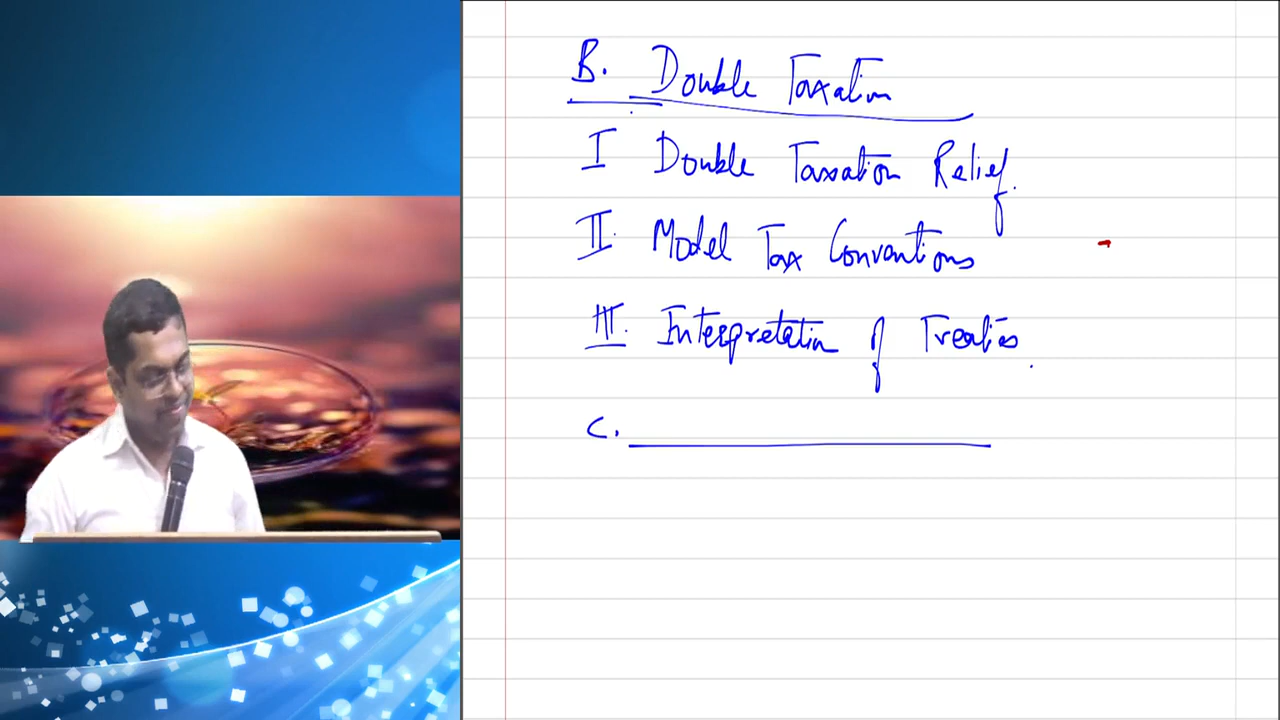 B. Double Taxation
I Double Taxation Relief.
II. Model Tax Conventions
III. Interpretation of Treaties.
C.